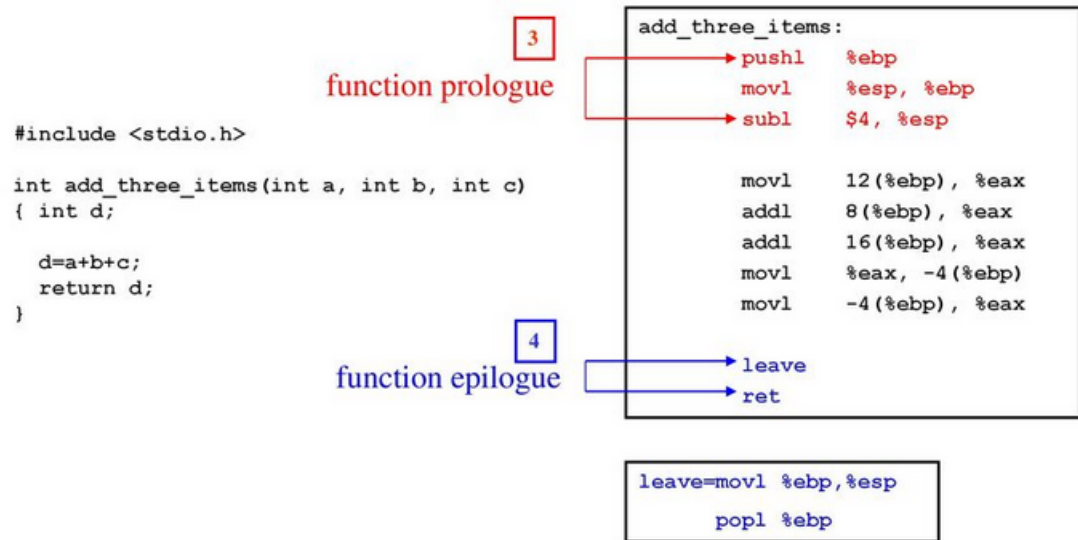 #include <stdio.h>
int add_three_items(int a, int b, int c)
{ int d;
d=a+b+c;
return d;
}
3
function prologue
4
function epilogue
add_three_items:
pushl %ebp
movl %esp, %ebp
subl $4, %esp
movl 12(%ebp), %eax
addl 8(%ebp), %eax
addl 16(%ebp), %eax
movl %eax, -4(%ebp)
movl -4(%ebp), %eax
leave
ret
leave=movl %ebp,%esp
popl %ebp